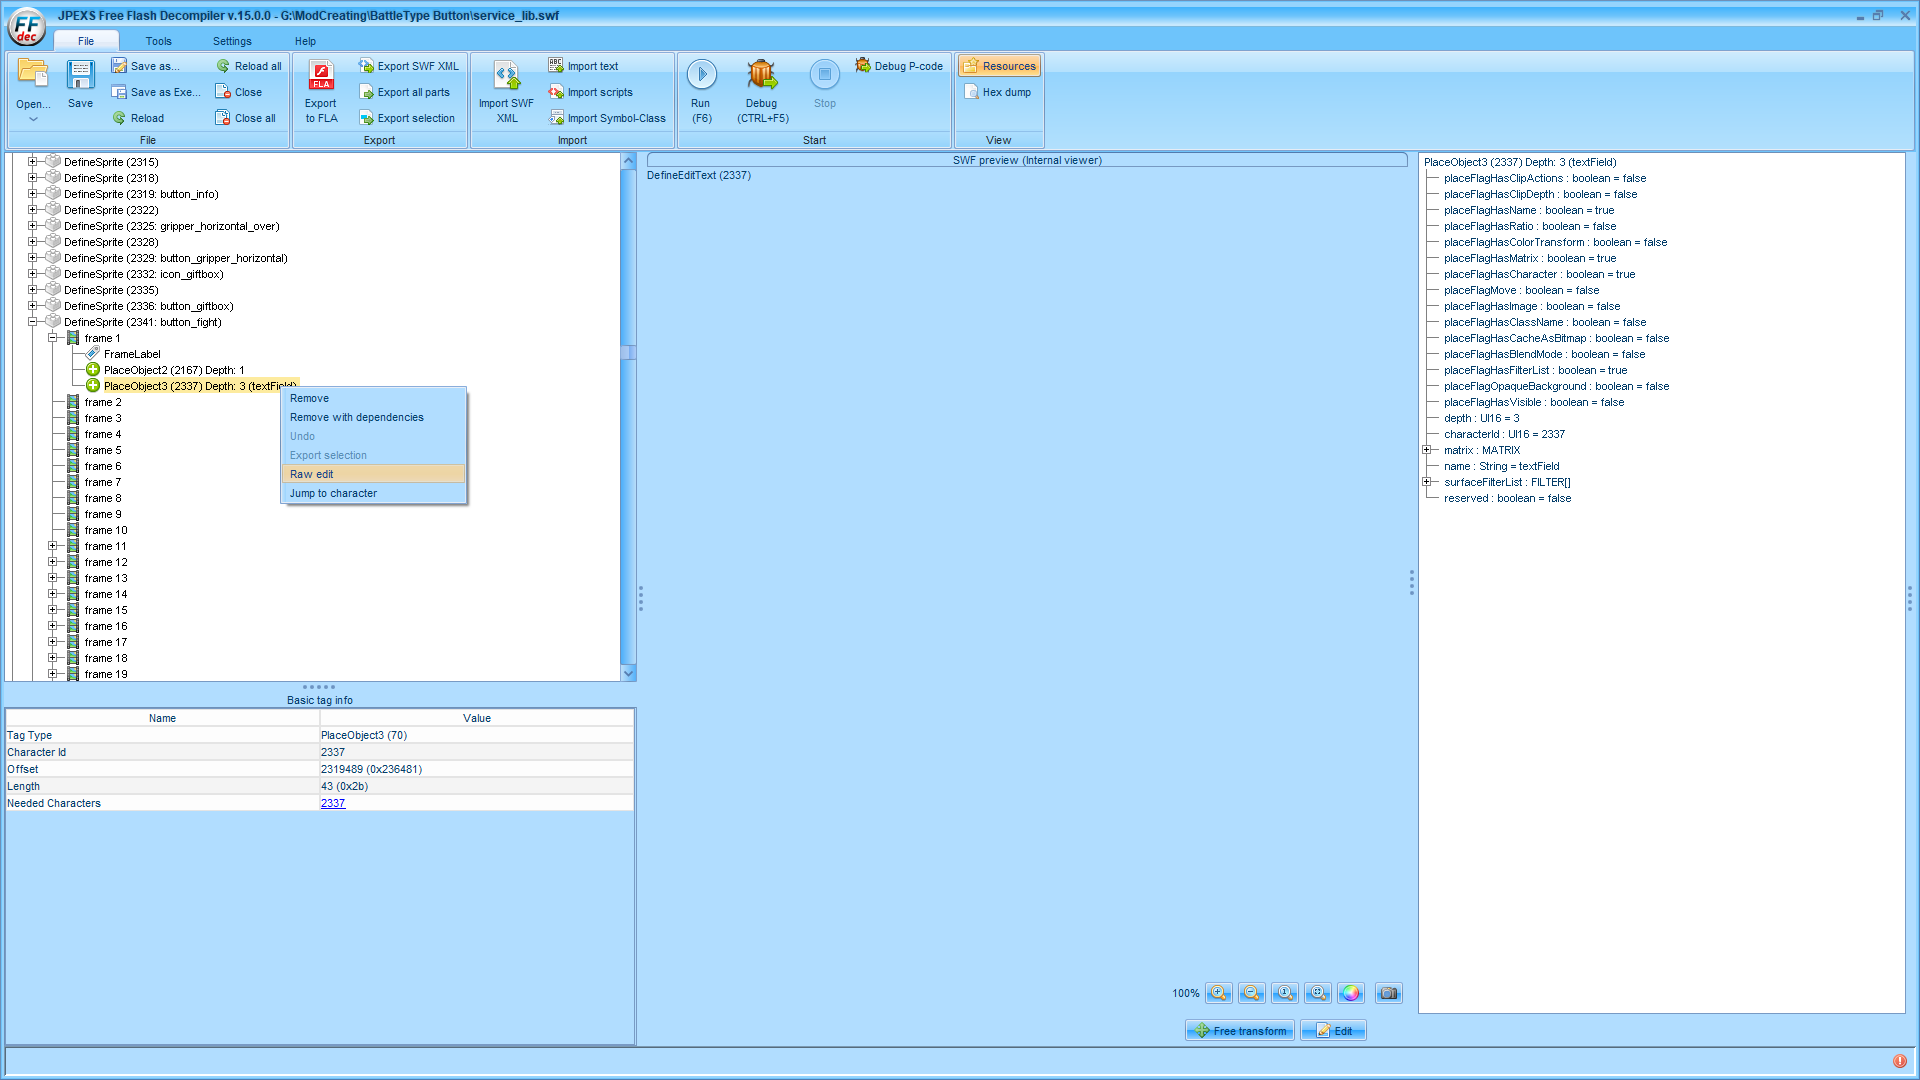 JPEXS Free Flash Decompiler v.15.0.0 - G:\ModCreating\BattleType Button\service_lib.swf
FF
dec
File
Tools
Settings
Help
Open...
Save
Save as...
Save as Exe...
Reload
Reload all
Close
Close all
File
FLA
Export
to FLA
Export SWF XML
Export all parts
Export selection
Export
Import SWF
XML
Import text
Import scripts
Import Symbol-Class
Import
Run
(F6)
Debug
(CTRL+F5)
Stop
Debug P-code
Start
Resources
Hex dump
View
DefineSprite (2315)
DefineSprite (2318)
DefineSprite (2319: button_info)
DefineSprite (2322)
DefineSprite (2325: gripper_horizontal_over)
DefineSprite (2328)
DefineSprite (2329: button_gripper_horizontal)
DefineSprite (2332: icon_giftbox)
DefineSprite (2335)
DefineSprite (2336: button_giftbox)
DefineSprite (2341: button_fight)
frame 1
FrameLabel
PlaceObject2 (2167) Depth: 1
PlaceObject3 (2337) Depth: 3 (textField)
frame 2
frame 3
frame 4
frame 5
frame 6
frame 7
frame 8
frame 9
frame 10
frame 11
frame 12
frame 13
frame 14
frame 15
frame 16
frame 17
frame 18
frame 19
Remove
Remove with dependencies
Undo
Export selection
Raw edit
Jump to character
Basic tag info
Name Value
Tag Type PlaceObject3 (70)
Character Id 2337
Offset 2319489 (0x236481)
Length 43 (0x2b)
Needed Characters 2337
SWF preview (Internal viewer)
DefineEditText (2337)
100%
Free transform
Edit
PlaceObject3 (2337) Depth: 3 (textField)
placeFlagHasClipActions : boolean = false
placeFlagHasClipDepth : boolean = false
placeFlagHasName : boolean = true
placeFlagHasRatio : boolean = false
placeFlagHasColorTransform : boolean = false
placeFlagHasMatrix : boolean = true
placeFlagHasCharacter : boolean = true
placeFlagMove : boolean = false
placeFlagHasImage : boolean = false
placeFlagHasClassName : boolean = false
placeFlagHasCacheAsBitmap : boolean = false
placeFlagHasBlendMode : boolean = false
placeFlagHasFilterList : boolean = true
placeFlagOpaqueBackground : boolean = false
placeFlagHasVisible : boolean = false
depth : UI16 = 3
characterId : UI16 = 2337
matrix : MATRIX
name : String = textField
surfaceFilterList : FILTER[]
reserved : boolean = false